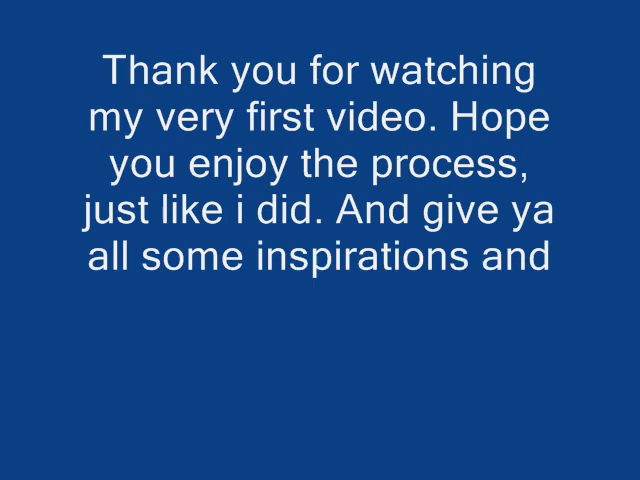 Thank you for watching
my very first video. Hope
you enjoy the process,
just like i did. And give ya
all some inspirations and